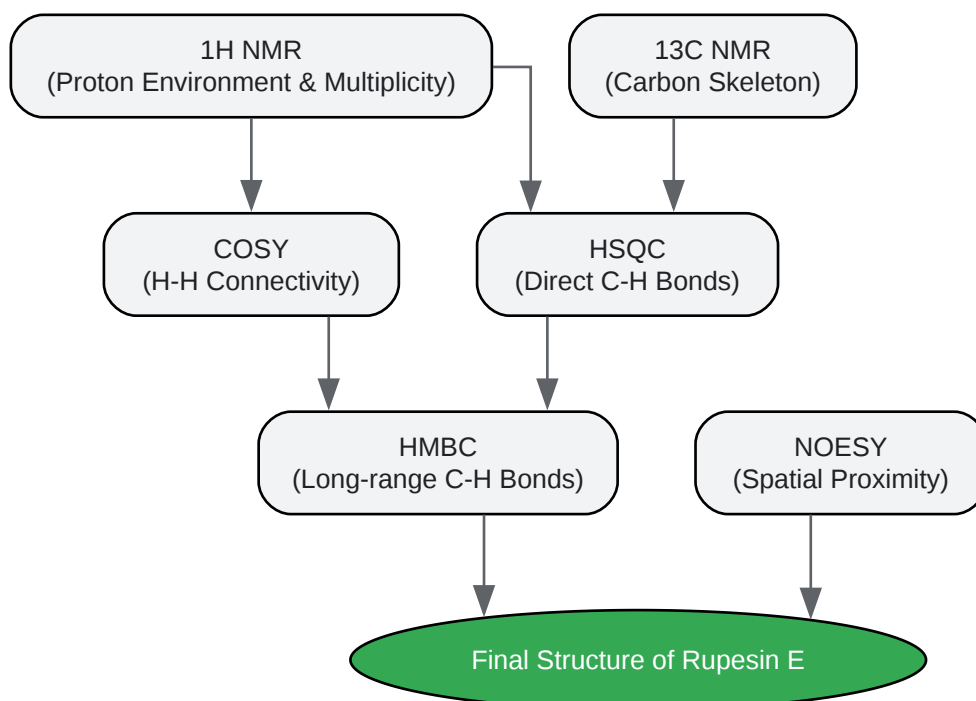 1H NMR
(Proton Environment & Multiplicity)
13C NMR
(Carbon Skeleton)
COSY
(H-H Connectivity)
HSQC
(Direct C-H Bonds)
HMBC
(Long-range C-H Bonds)
NOESY
(Spatial Proximity)
Final Structure of Rupesin E